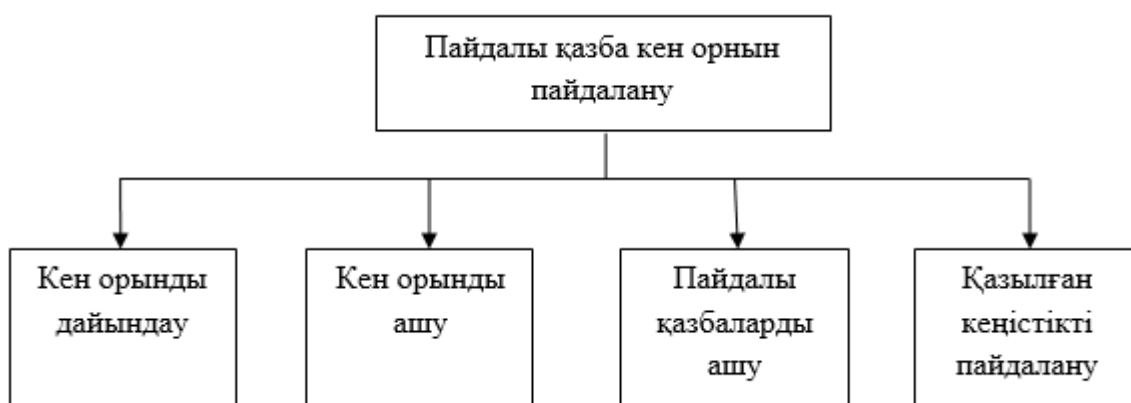 Пайдалы қазба кен орнын
пайдалану
Кен орынды
дайындау
Кен орынды
ашу
Пайдалы
қазбаларды
ашу
Қазылған
кеңістікті
пайдалану